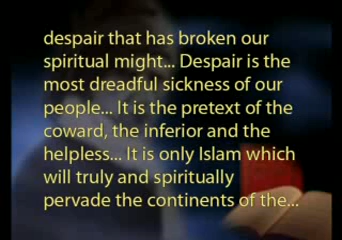 despair that has broken our
spiritual might... Despair is the
most dreadful sickness of our
people... It is the pretext of the
coward, the inferior and the
helpless... It is only Islam which
will truly and spiritually
pervade the continents of the...